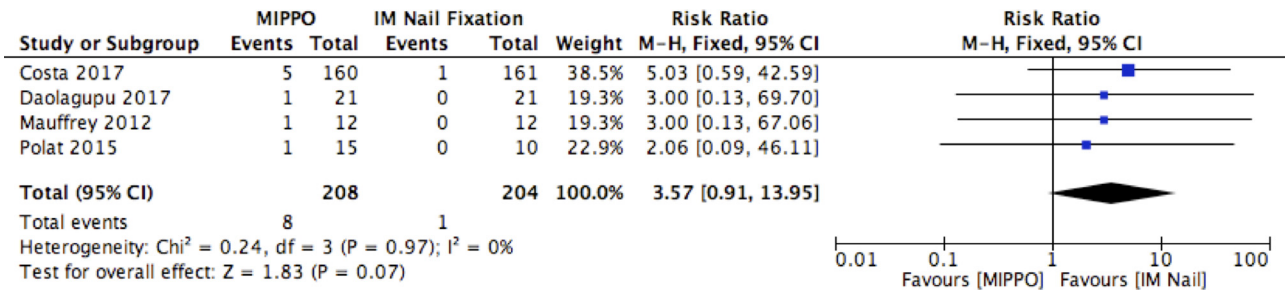 MIPPO IM Nail Fixation Risk Ratio Risk Ratio
Study or Subgroup Events Total Events Total Weight M-H, Fixed, 95% CI M-H, Fixed, 95% CI
Costa 2017 5 160 1 161 38.5% 5.03 [0.59, 42.59]
Daolagupu 2017 1 21 0 21 19.3% 3.00 [0.13, 69.70]
Mauffrey 2012 1 12 0 12 19.3% 3.00 [0.13, 67.06]
Polat 2015 1 15 0 10 22.9% 2.06 [0.09, 46.11]
Total (95% CI) 208 204 100.0% 3.57 [0.91, 13.95]
Total events 8 1
Heterogeneity: Chi² = 0.24, df = 3 (P = 0.97); I² = 0%
Test for overall effect: Z = 1.83 (P = 0.07)
0.01 0.1 1 10 100
Favours [MIPPO] Favours [IM Nail]